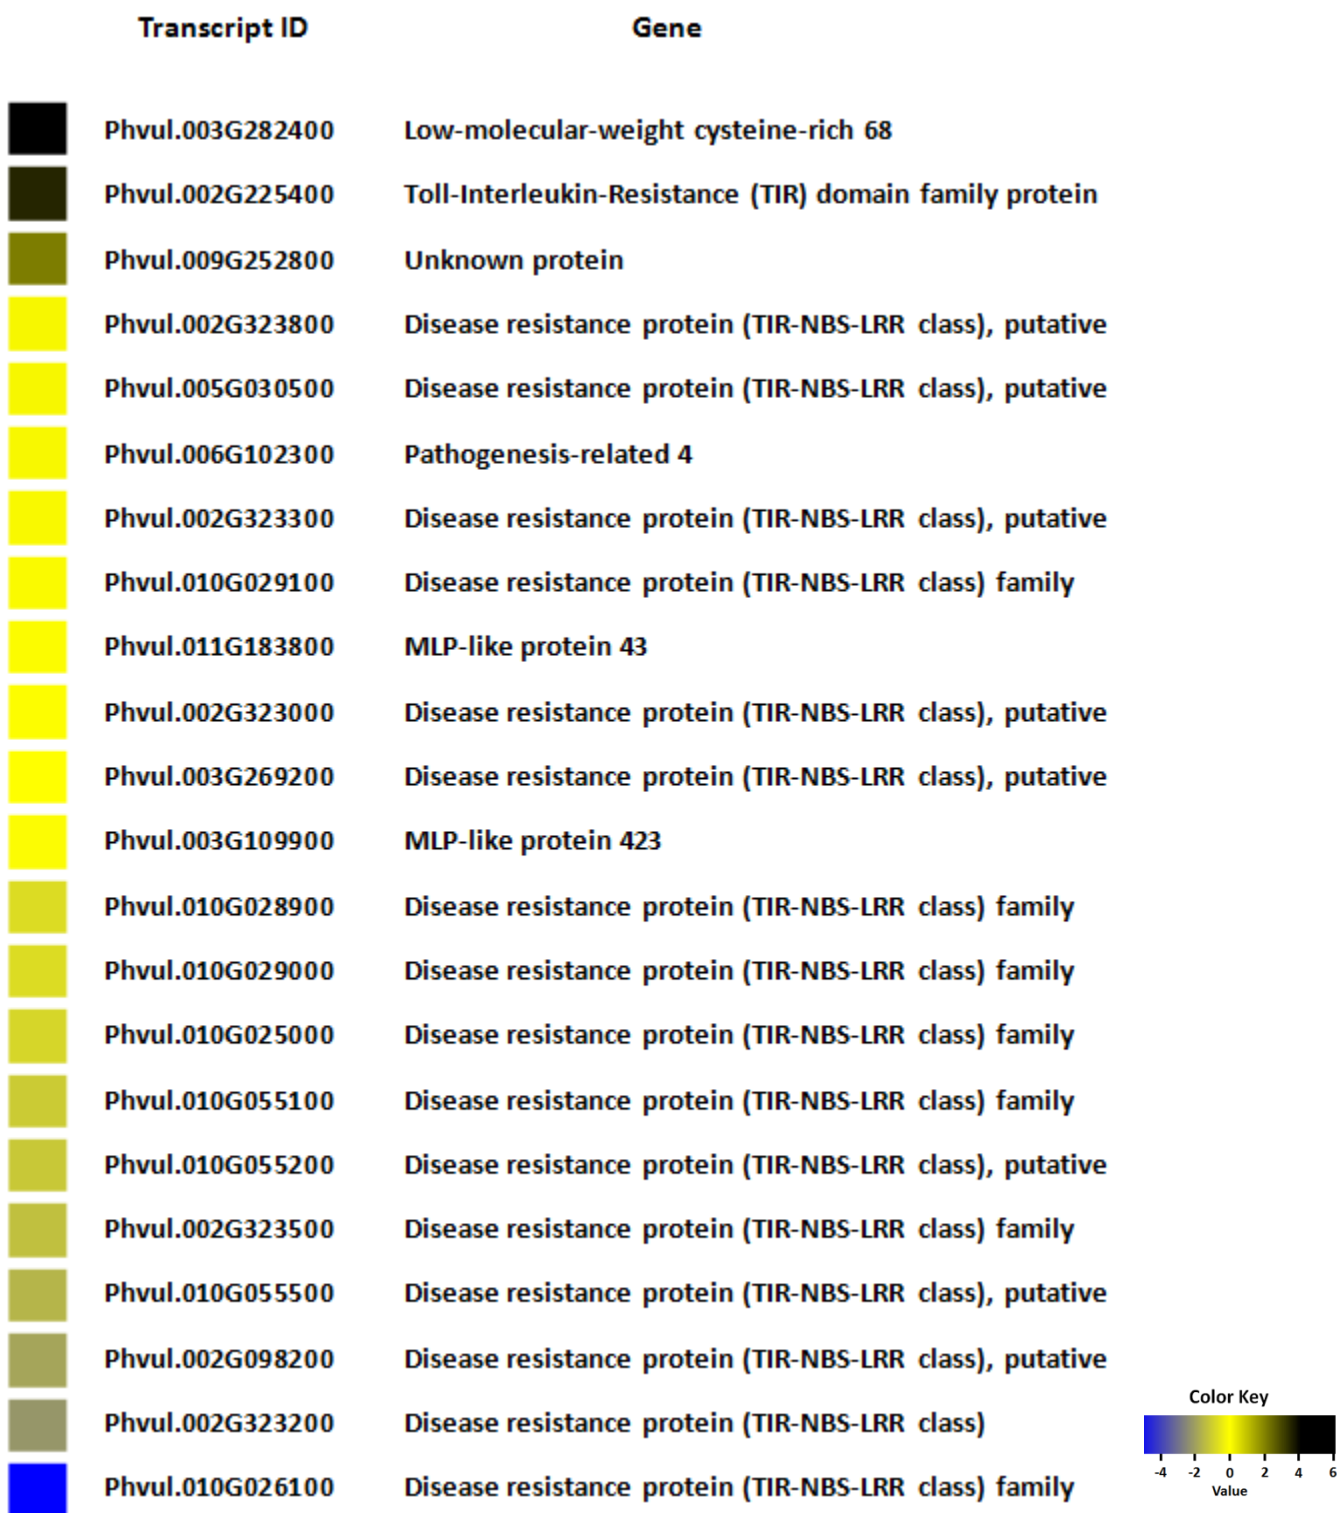 Transcript ID Gene
Phvul.003G282400 Low-molecular-weight cysteine-rich 68
Phvul.002G225400 Toll-Interleukin-Resistance (TIR) domain family protein
Phvul.009G252800 Unknown protein
Phvul.002G323800 Disease resistance protein (TIR-NBS-LRR class), putative
Phvul.005G030500 Disease resistance protein (TIR-NBS-LRR class), putative
Phvul.006G102300 Pathogenesis-related 4
Phvul.002G323300 Disease resistance protein (TIR-NBS-LRR class), putative
Phvul.010G029100 Disease resistance protein (TIR-NBS-LRR class) family
Phvul.011G183800 MLP-like protein 43
Phvul.002G323000 Disease resistance protein (TIR-NBS-LRR class), putative
Phvul.003G269200 Disease resistance protein (TIR-NBS-LRR class), putative
Phvul.003G109900 MLP-like protein 423
Phvul.010G028900 Disease resistance protein (TIR-NBS-LRR class) family
Phvul.010G029000 Disease resistance protein (TIR-NBS-LRR class) family
Phvul.010G025000 Disease resistance protein (TIR-NBS-LRR class) family
Phvul.010G055100 Disease resistance protein (TIR-NBS-LRR class) family
Phvul.010G055200 Disease resistance protein (TIR-NBS-LRR class), putative
Phvul.002G323500 Disease resistance protein (TIR-NBS-LRR class) family
Phvul.010G055500 Disease resistance protein (TIR-NBS-LRR class), putative
Phvul.002G098200 Disease resistance protein (TIR-NBS-LRR class), putative
Phvul.002G323200 Disease resistance protein (TIR-NBS-LRR class)
Phvul.010G026100 Disease resistance protein (TIR-NBS-LRR class) family
Color Key
-4 -2 0 2 4 6
Value